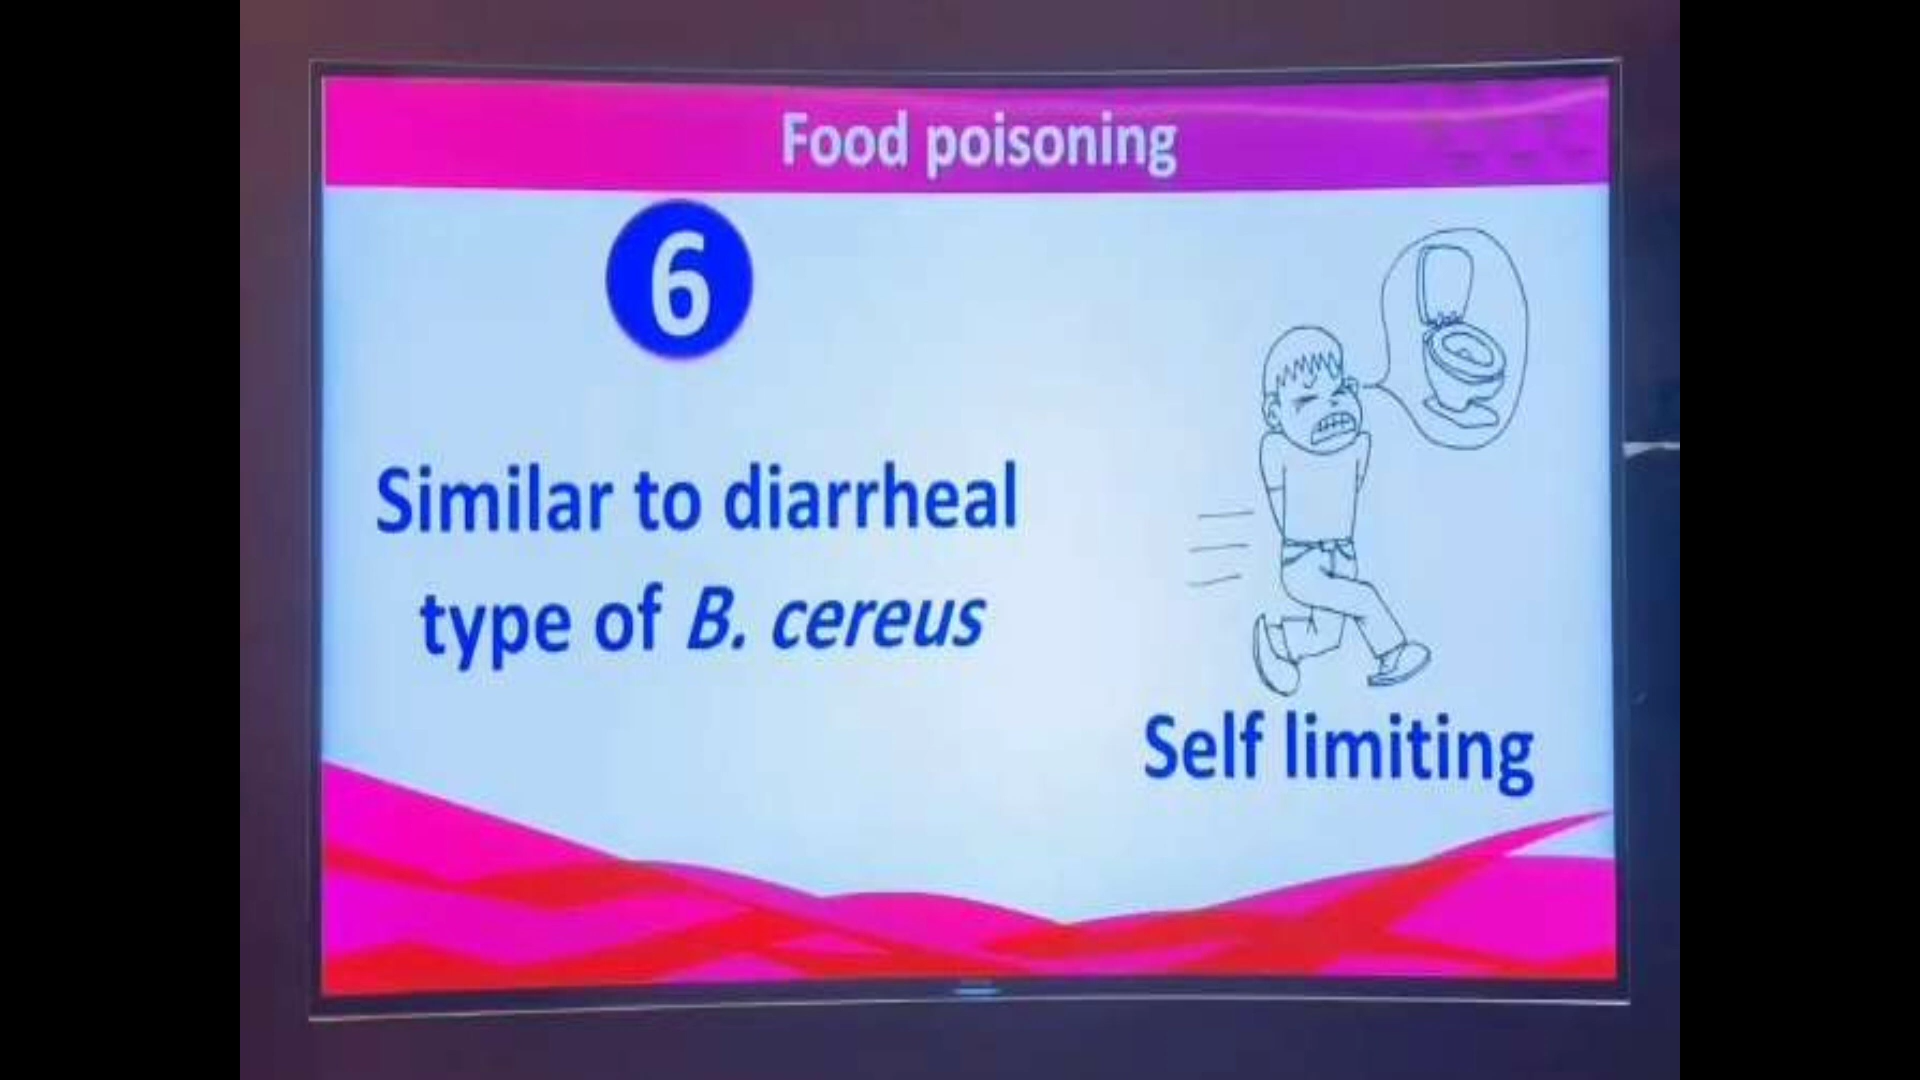 Food poisoning
6
Similar to diarrheal
type of B. cereus
Self limiting